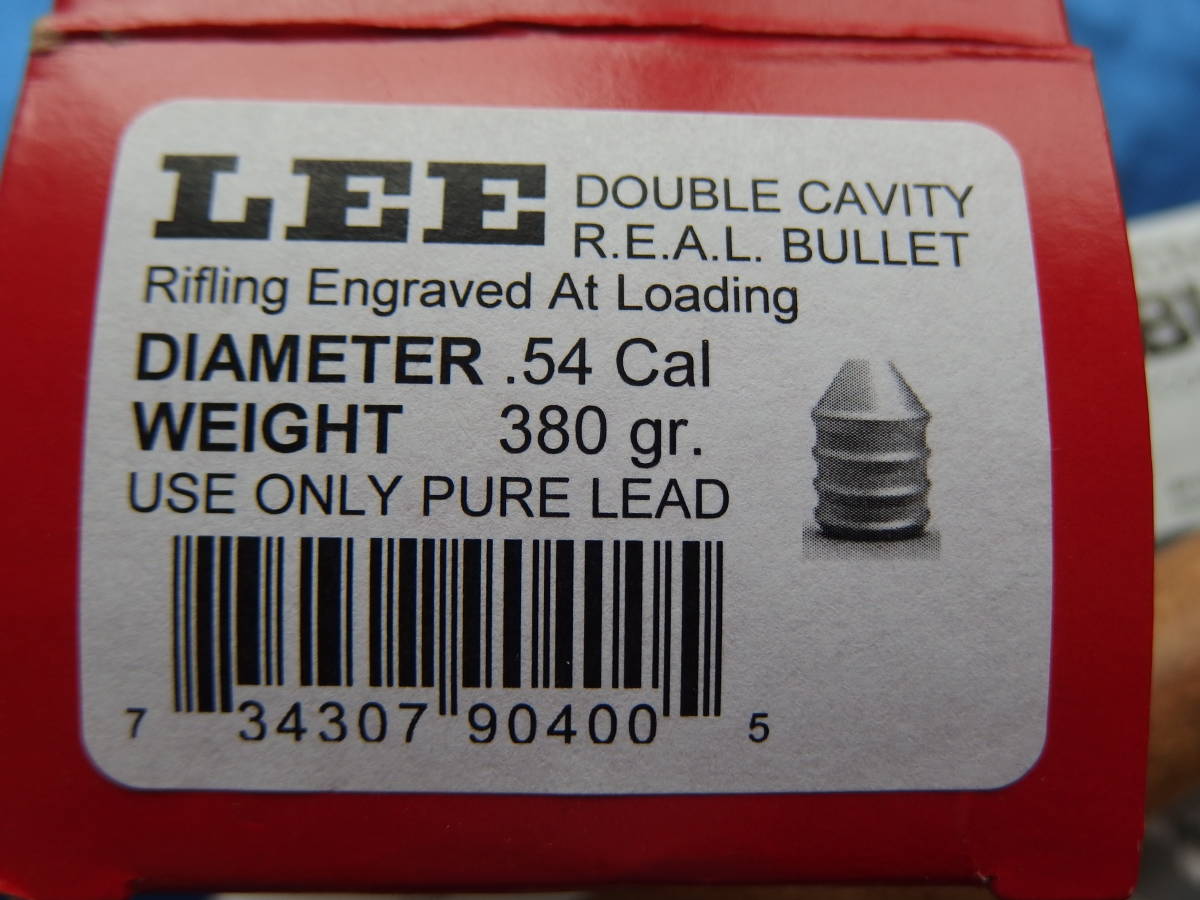 LEE DOUBLE CAVITY
R.E.A.L. BULLET
Rifling Engraved At Loading
DIAMETER .54 Cal
WEIGHT 380 gr.
USE ONLY PURE LEAD
7 34307 90400 5